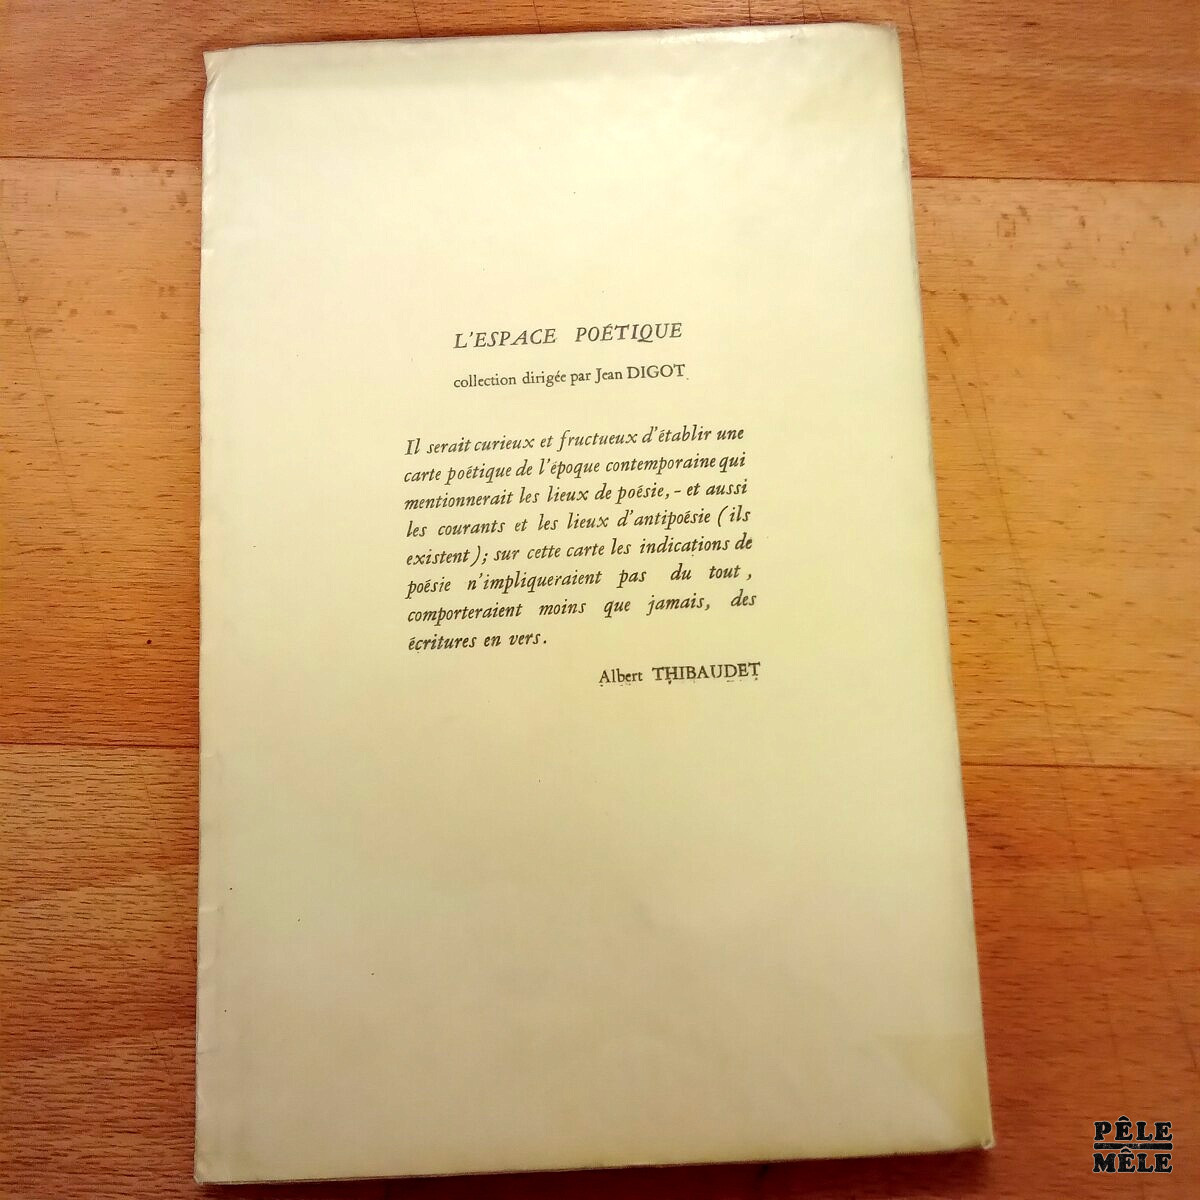 L'ESPACE POÉTIQUE
collection dirigée par Jean DIGOT
Il serait curieux et fructueux d'établir une
carte poétique de l'époque contemporaine qui
mentionnerait les lieux de poésie, - et aussi
les courants et les lieux d'antipoésie (ils
existent); sur cette carte les indications de
poésie n'impliqueraient pas du tout,
comporteraient moins que jamais, des
écritures en vers.
Albert THIBAUDET
PÊLE
MÊLE